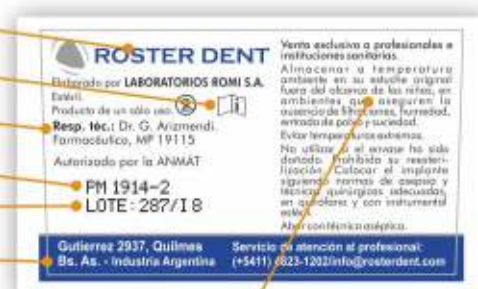 ROSTER DENT
Elaborado por LABORATORIOS ROMI S.A.
Estéril.
Producto de un sólo uso.
Resp. téc.: Dr. G. Arizmendi.
Farmacéutico, MP 19115
Autorizado por la ANMAT
PM 1914-2
LOTE: 287/I 8
Venta exclusiva a profesionales e
instituciones sanitarias.
Almacenar a temperatura
ambiente en su estuche original
fuera del alcance de los niños, en
ambientes que aseguren la
ausencia de filtraciones, humedad,
entrada de polvo y suciedad.
Evitar temperaturas extremas.
No utilizar si el envase ha sido
dañado. Prohibida su reesteri-
lización. Colocar el implante
siguiendo normas de asepsia y
técnicas quirúrgicas adecuadas,
en quirófanos y con instrumental
estéril.
Abrir con técnica aséptica.
Gutierrez 2937, Quilmes
Bs. As. - Industria Argentina
Servicio de atención al profesional:
(+5411) 4823-1202/info@rosterdent.com